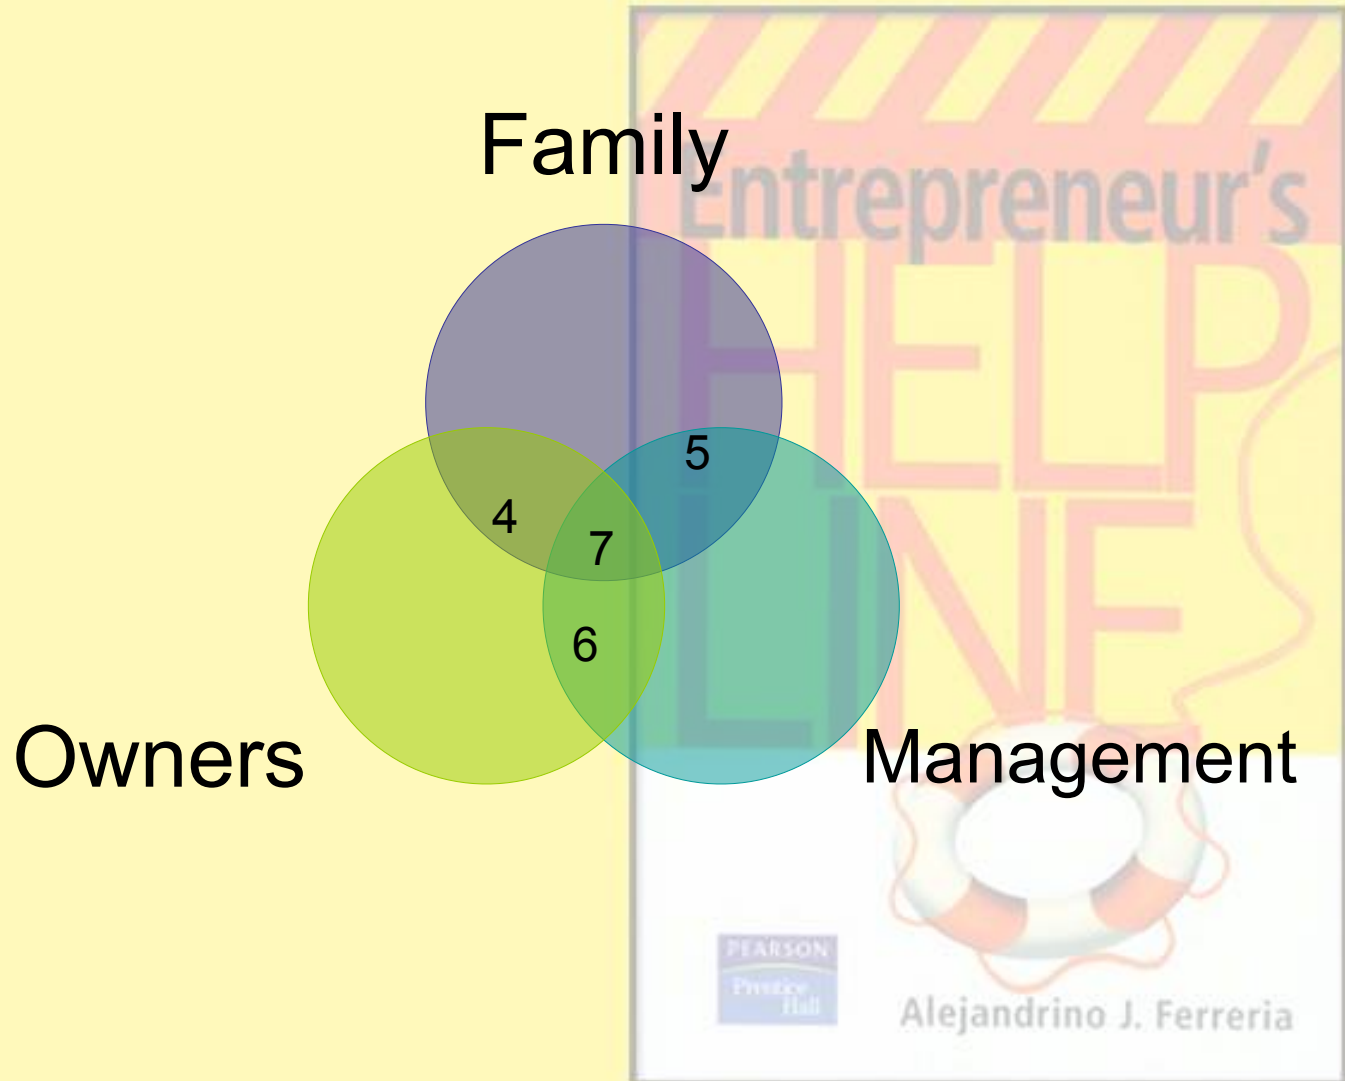 Family
Entrepreneur's
HELP
LINE
5
4
7
6
Owners
Management
PEARSON
Prentice
Hall
Alejandrino J. Ferreria